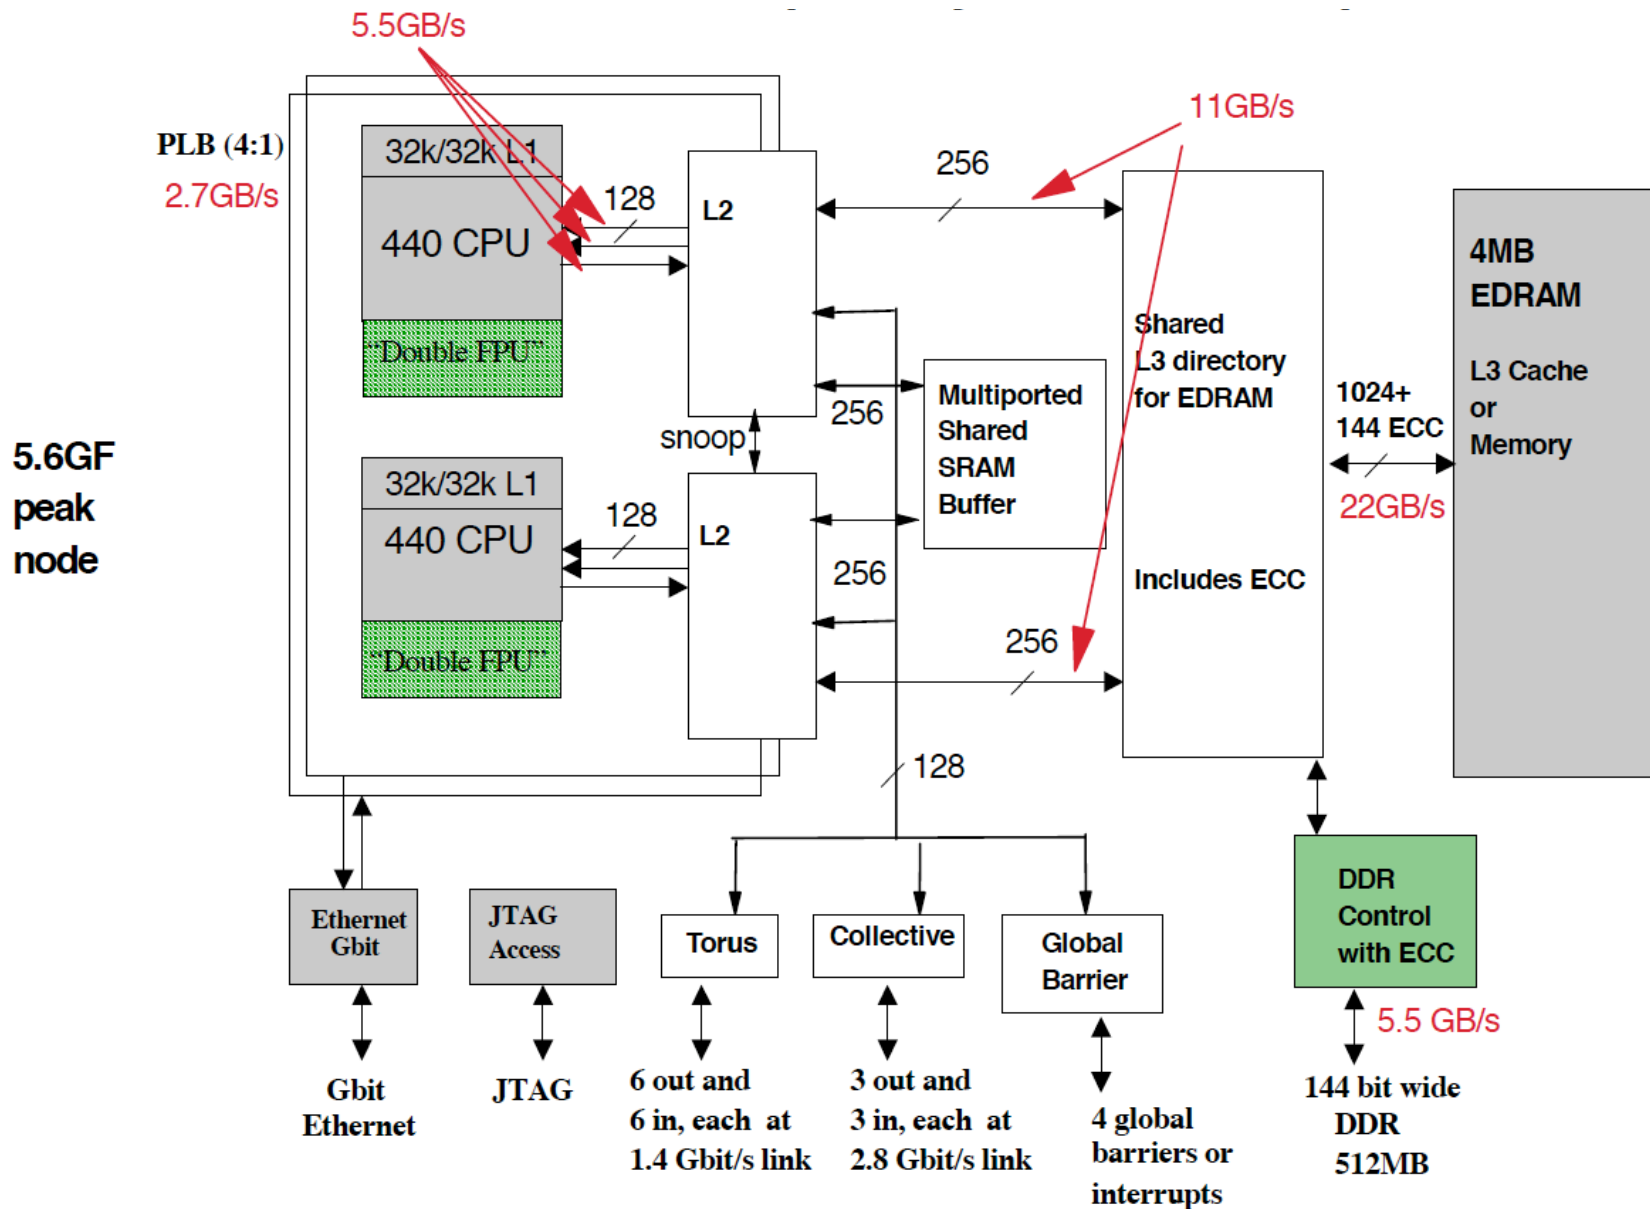 5.5GB/s
11GB/s
PLB (4:1)
2.7GB/s
32k/32k L1
440 CPU
"Double FPU"
128
L2
256
256
snoop
32k/32k L1
440 CPU
"Double FPU"
128
L2
256
256
128
Multiported
Shared
SRAM
Buffer
Shared
L3 directory
for EDRAM
Includes ECC
1024+
144 ECC
22GB/s
4MB
EDRAM
L3 Cache
or
Memory
5.6GF
peak
node
Ethernet
Gbit
JTAG
Access
Torus
Collective
Global
Barrier
DDR
Control
with ECC
5.5 GB/s
Gbit
Ethernet
JTAG
6 out and
6 in, each at
1.4 Gbit/s link
3 out and
3 in, each at
2.8 Gbit/s link
4 global
barriers or
interrupts
144 bit wide
DDR
512MB